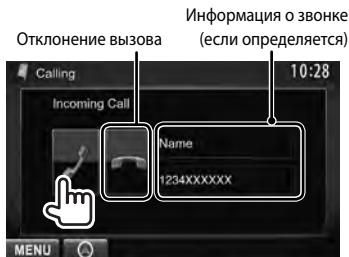 Информация о звонке
Отклонение вызова (если определяется)
Calling 10:28
Incoming Call
Name
1234XXXXXX
MENU